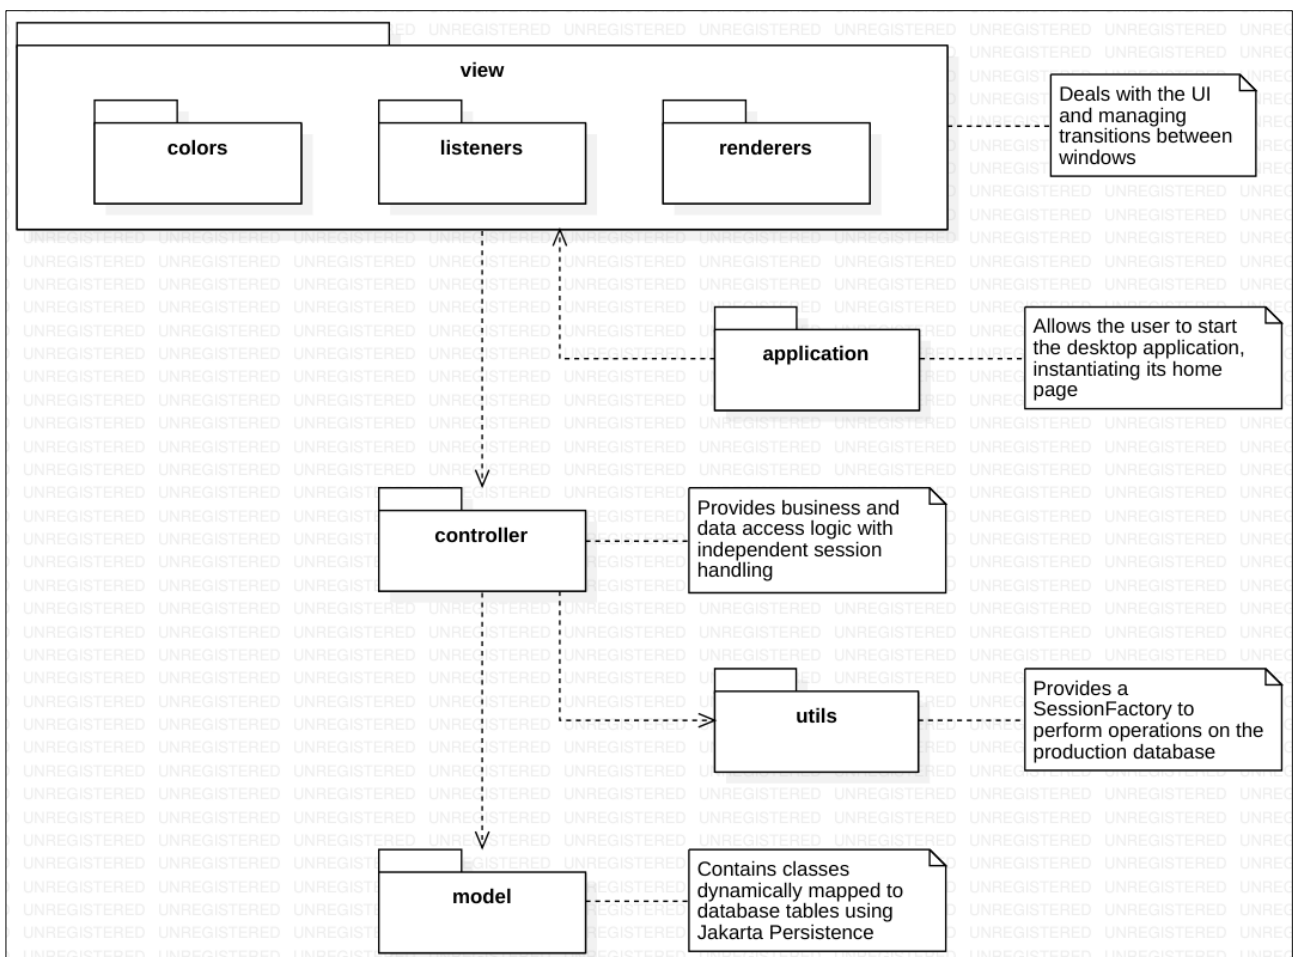 view
colors
listeners
renderers
Deals with the UI
and managing
transitions between
windows
application
Allows the user to start
the desktop application,
instantiating its home
page
controller
Provides business and
data access logic with
independent session
handling
utils
Provides a
SessionFactory to
perform operations on the
production database
model
Contains classes
dynamically mapped to
database tables using
Jakarta Persistence
UNREGISTERED